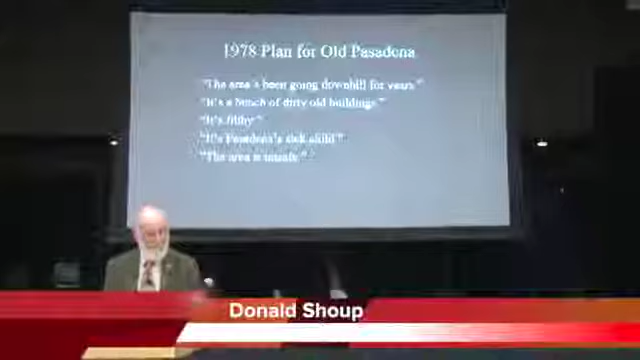 1978 Plan for Old Pasadena
"The area's been going downhill for years."
"It's a bunch of dirty old buildings."
"It's filthy."
"It's Pasadena's sick child."
"The area is unsafe."
Donald Shoup